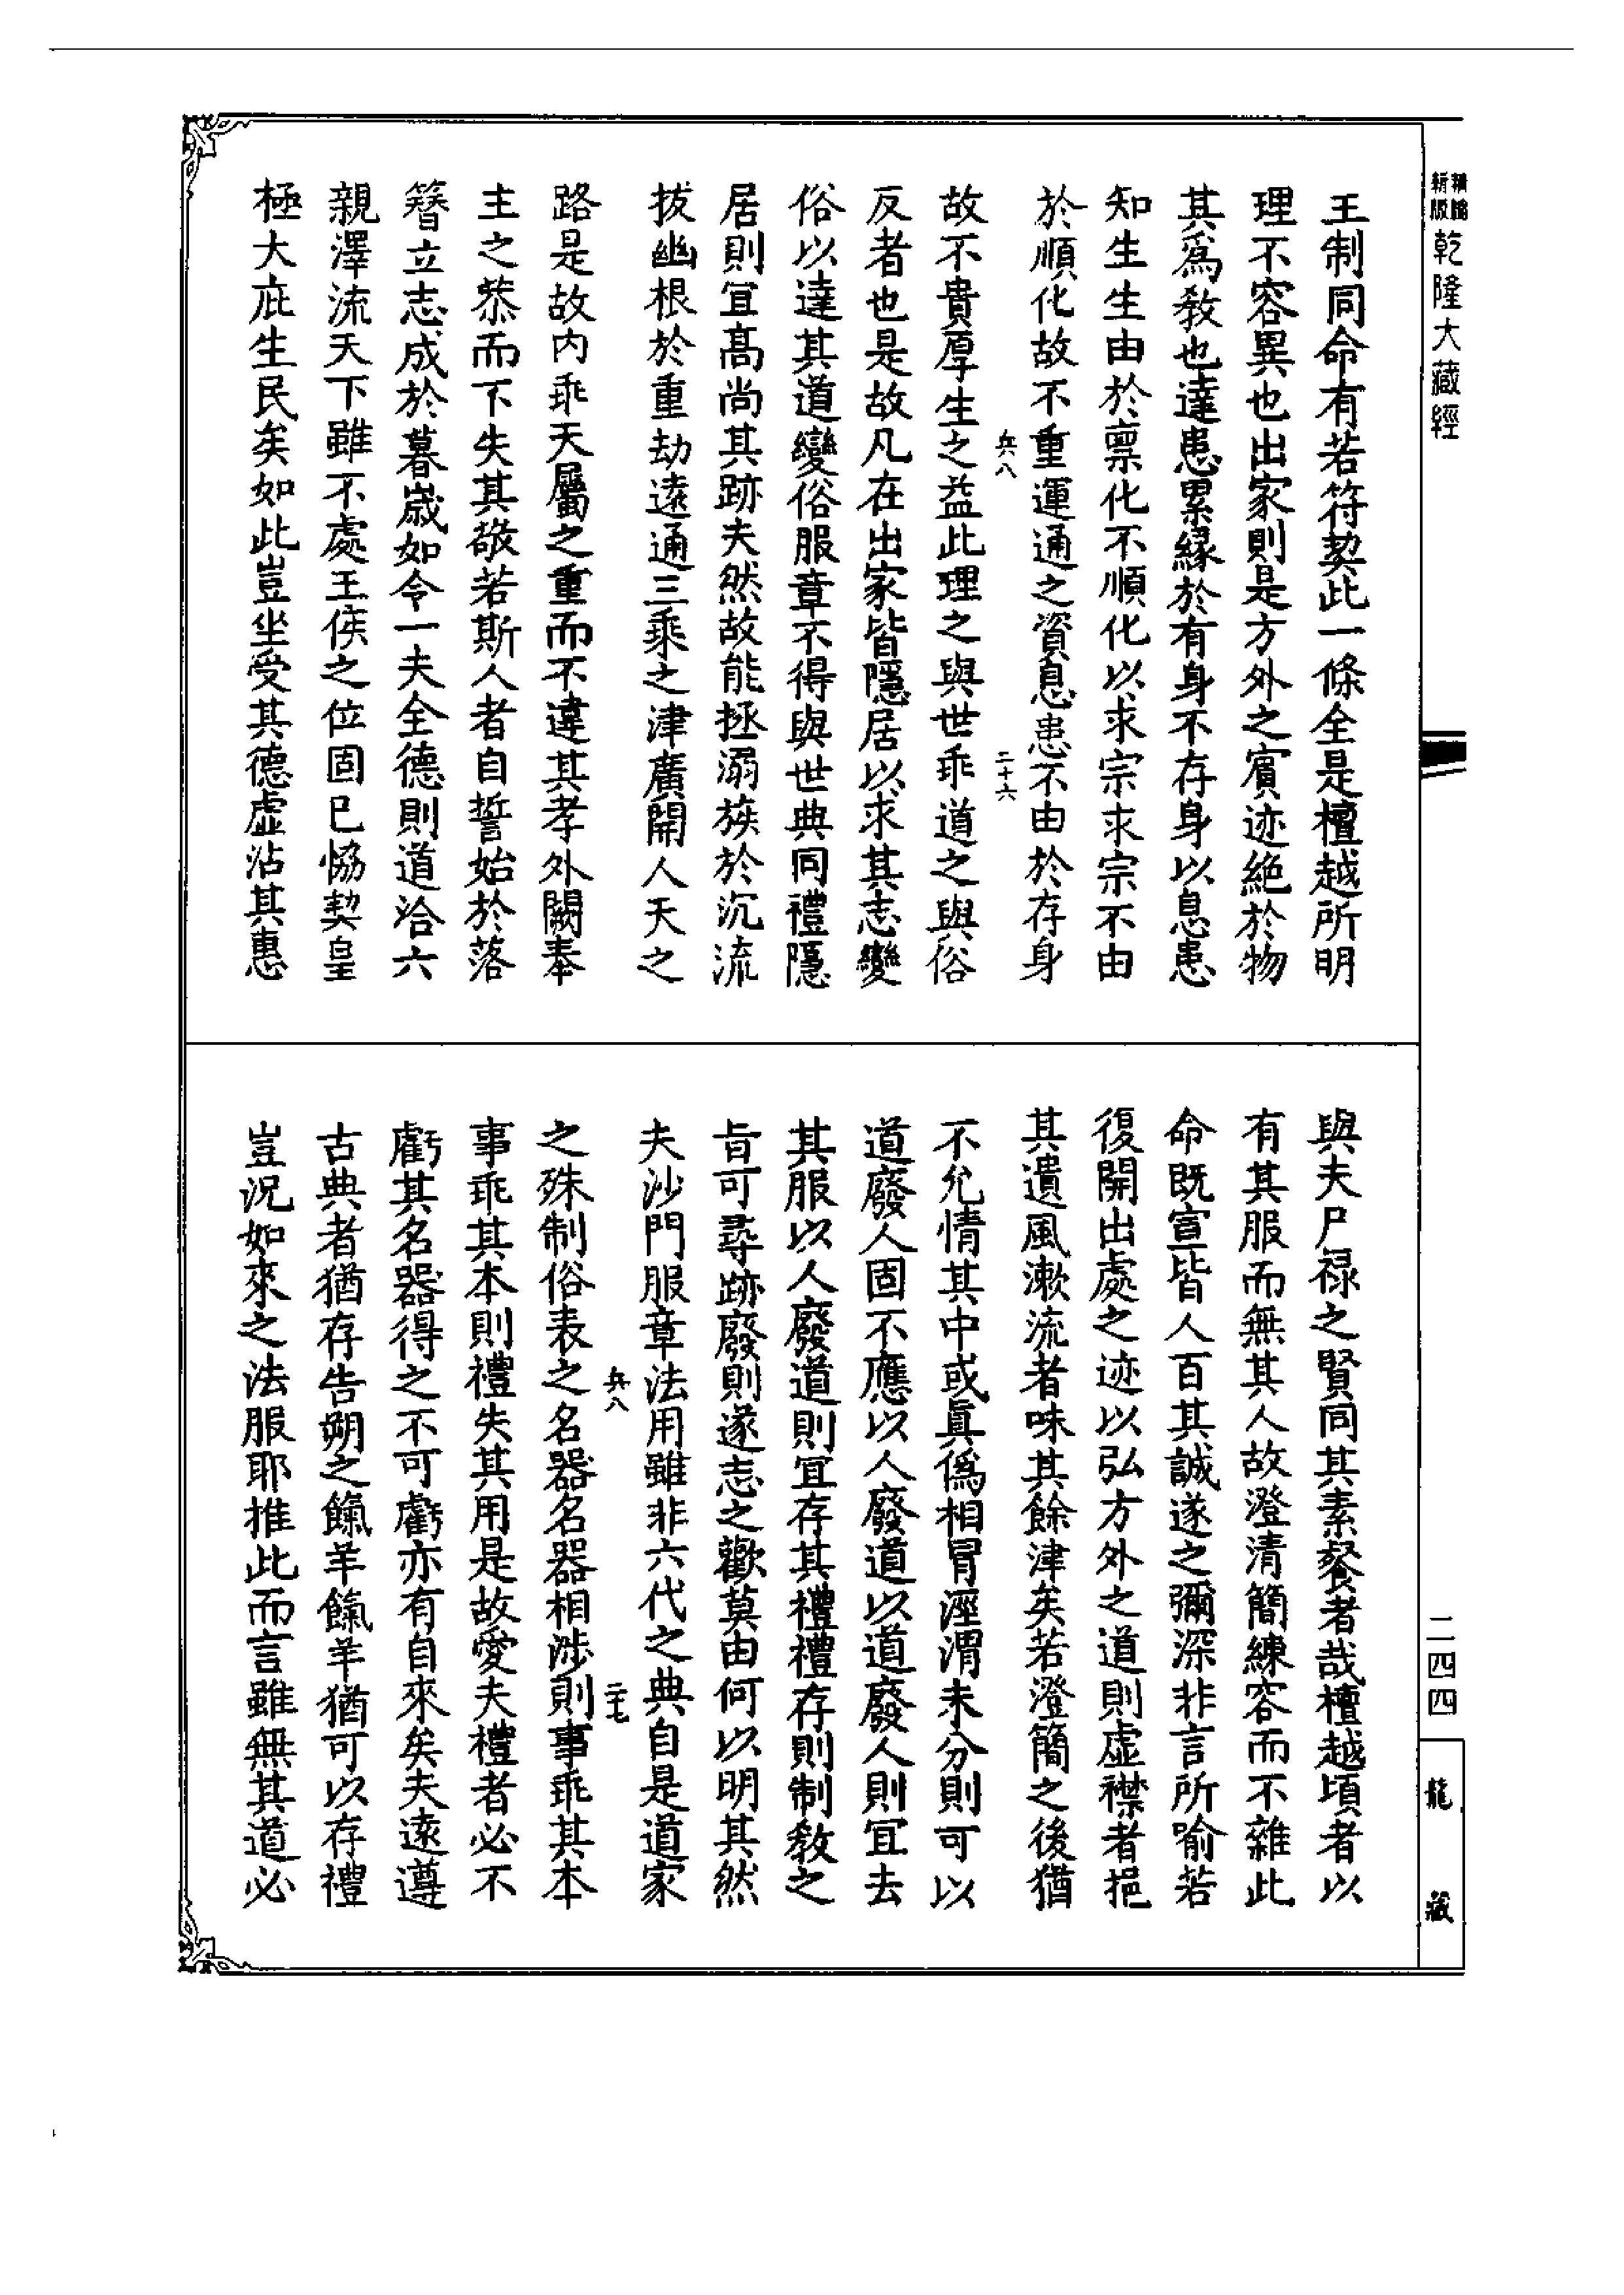 精編
新版
乾隆大藏經
王制同命有若符契此一條全是檀越所明
理不容異也出家則是方外之賓迹絶於物
其爲教也達患累縁於有身不存身以息患
知生生由於禀化不順化以求宗求宗不由
於順化故不重運通之資息患不由於存身
兵八
二十六
故不貴厚生之益此理之與世乖道之與俗
反者也是故凡在出家皆隱居以求其志變
俗以達其道變俗服章不得與世典同禮隱
居則冝髙尚其跡夫然故能拯溺族於沉流
拔幽根於重劫遠通三乘之津廣開人天之
路是故内乖天屬之重而不違其孝外闕奉
主之恭而不失其敬若斯人者自誓始於落
簪立志成於暮嵗如令一夫全德則道洽六
親澤流天下雖不處王侯之位固已恊契皇
極大庇生民矣如此豈坐受其德虛沾其惠
與夫尸禄之賢同其素餐者哉檀越頃者以
有其服而無其人故澄清簡練容而不雜此
命既宣皆人百其誠遂之彌深非言所喻若
復開出處之迹以弘方外之道則虛襟者挹
其遺風漱流者味其餘津矣若澄簡之後猶
不允情其中或眞僞相冒涇渭未分則可以
道廢人固不應以人廢道以道廢人則冝去
其服以人廢道則冝存其禮禮存則制教之
旨可尋跡廢則遂志之歡莫由何以明其然
夫沙門服章法用雖非六代之典自是道家
兵八
二十七
之殊制俗表之名器名器相涉則事乖其本
事乖其本則禮失其用是故愛夫禮者必不
虧其名器得之不可虧亦有自來矣夫遠遵
古典者猶存告朔之餼羊餼羊猶可以存禮
豈況如來之法服耶推此而言雖無其道必
二四四
龍藏